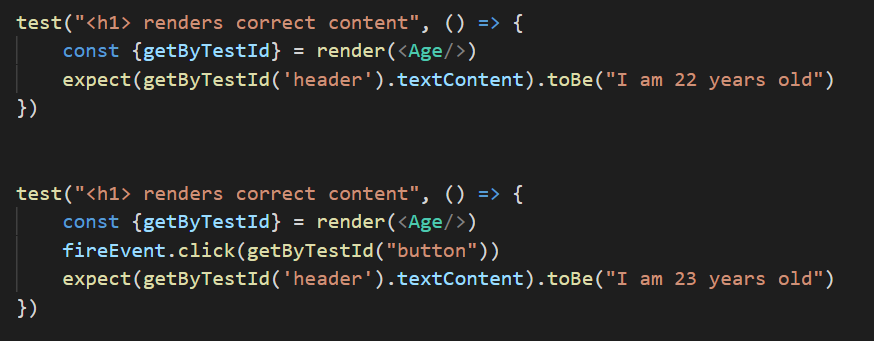 test("<h1> renders correct content", () => {
    const {getByTestId} = render(<Age/>)
    expect(getByTestId('header').textContent).toBe("I am 22 years old")
})
test("<h1> renders correct content", () => {
    const {getByTestId} = render(<Age/>)
    fireEvent.click(getByTestId("button"))
    expect(getByTestId('header').textContent).toBe("I am 23 years old")
})